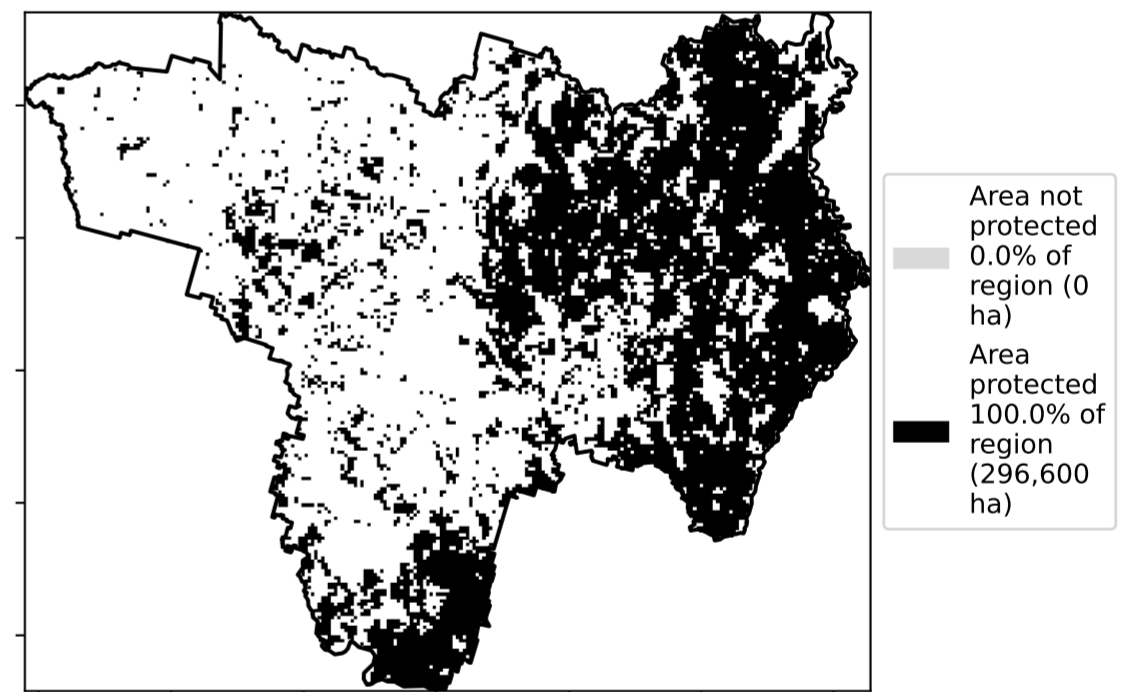 Area not
protected
0.0% of
region (0
ha)
Area
protected
100.0% of
region
(296,600
ha)